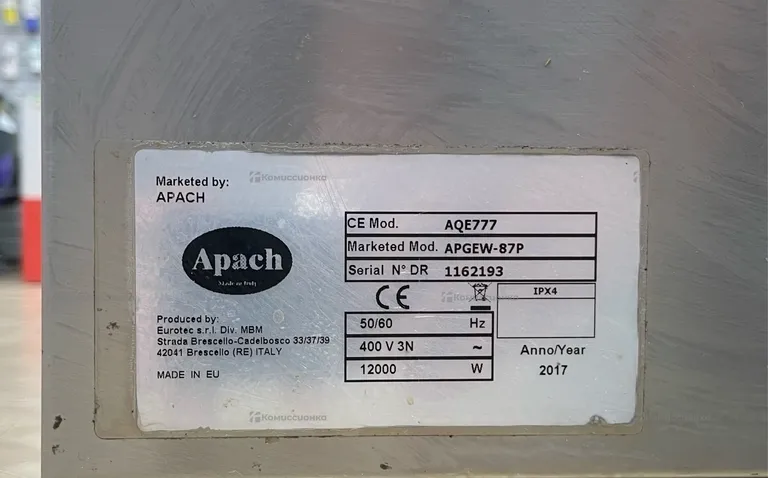 Marketed by:
APACH
Комиссионка
Apach
Made in Italy
CE Mod. AQE777
Marketed Mod. APGEW-87P
Serial N° DR 1162193
CE
Комиссионка
IPX4
Produced by:
Eurotec s.r.l. Div. MBM
Strada Brescello-Cadelbosco 33/37/39
42041 Brescello (RE) ITALY
MADE IN EU
50/60 Hz
400 V 3N ~
12000 W
Anno/Year
2017
Комиссионка